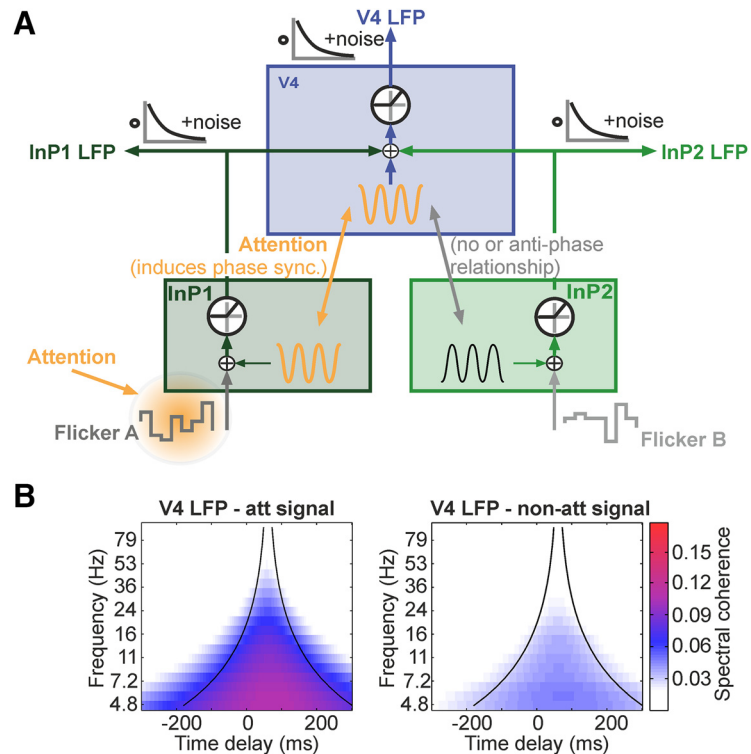 A
V4 LFP
+noise
V4
+noise
+noise
InP1 LFP
InP2 LFP
Attention
(induces phase sync.)
(no or anti-phase
relationship)
InP1
InP2
Attention
Flicker A
Flicker B
B
V4 LFP - att signal
V4 LFP - non-att signal
Frequency (Hz)
79
53
36
24
16
11
7.2
4.8
-200
0
200
Time delay (ms)
Frequency (Hz)
79
53
36
24
16
11
7.2
4.8
-200
0
200
Time delay (ms)
0.15
0.12
0.09
0.06
0.03
Spectral coherence